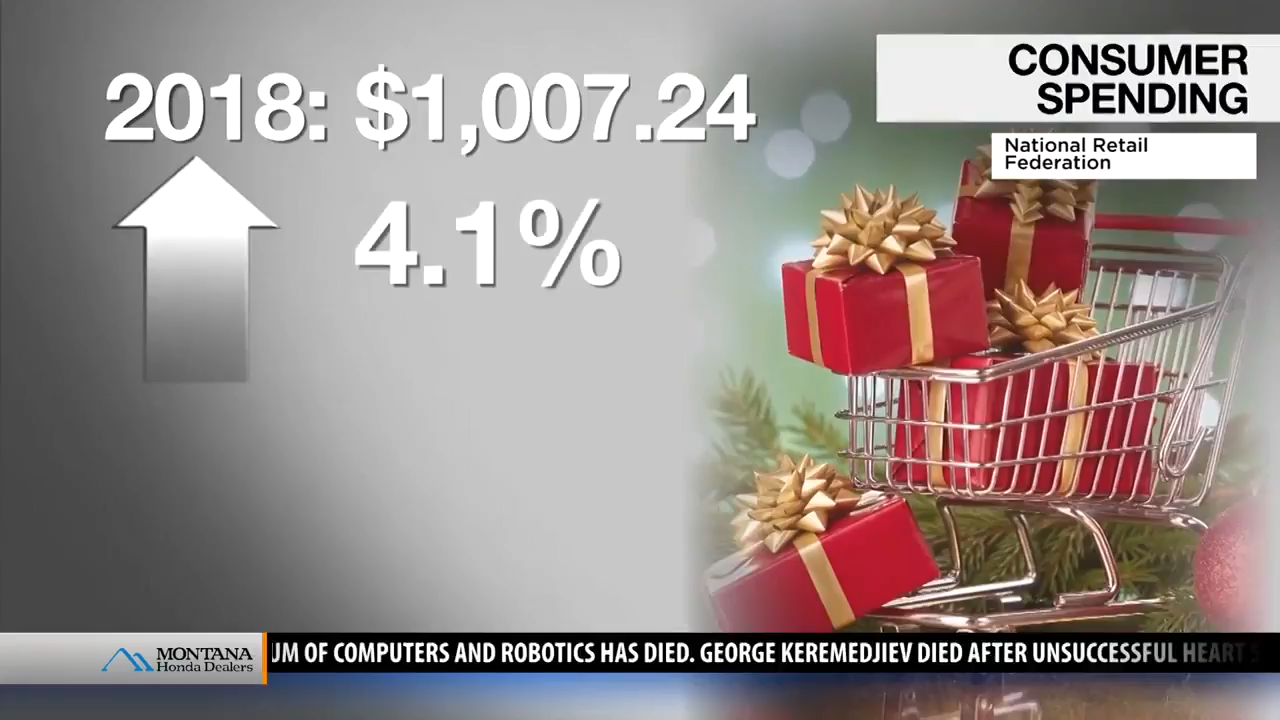 CONSUMER
SPENDING
National Retail
Federation
2018: $1,007.24
4.1%
MONTANA
Honda Dealers
UM OF COMPUTERS AND ROBOTICS HAS DIED. GEORGE KEREMEDJIEV DIED AFTER UNSUCCESSFUL HEART